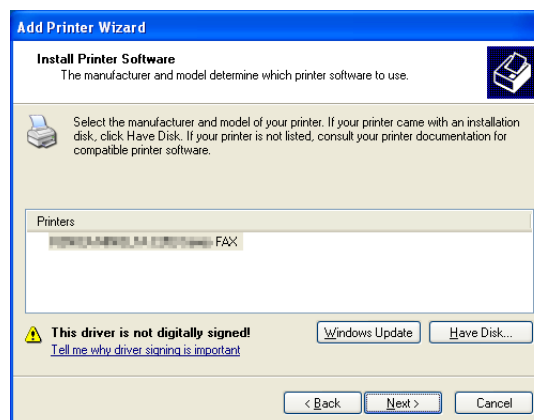 Add Printer Wizard
Install Printer Software
The manufacturer and model determine which printer software to use.
Select the manufacturer and model of your printer. If your printer came with an installation
disk, click Have Disk. If your printer is not listed, consult your printer documentation for
compatible printer software.
Printers
FAX
This driver is not digitally signed!
Tell me why driver signing is important
Windows Update
Have Disk...
< Back
Next >
Cancel